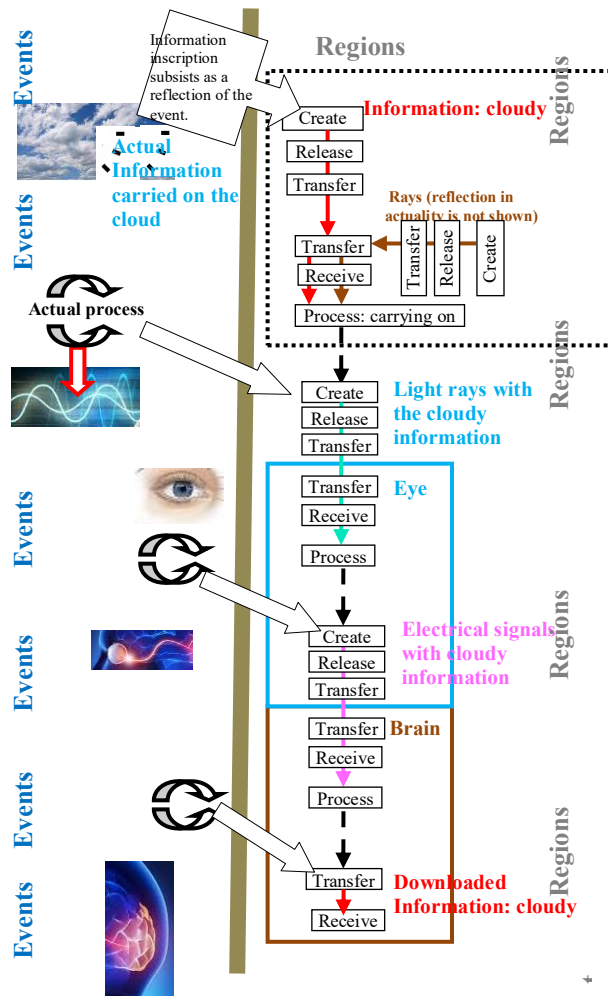 Regions
Events
Information
inscription
subsists as a
reflection of the
event.
Regions
Create
Information: cloudy
Release
Actual
Information
carried on the
cloud
Transfer
Events
Rays (reflection in
actuality is not shown)
Transfer
Receive
Transfer
Release
Create
Actual process
Process: carrying on
Regions
Create
Release
Transfer
Light rays with
the cloudy
information
Events
Transfer
Receive
Process
Eye
Regions
Create
Release
Transfer
Electrical signals
with cloudy
information
Events
Transfer
Receive
Process
Brain
Events
Regions
Transfer
Receive
Downloaded
Information: cloudy
Events